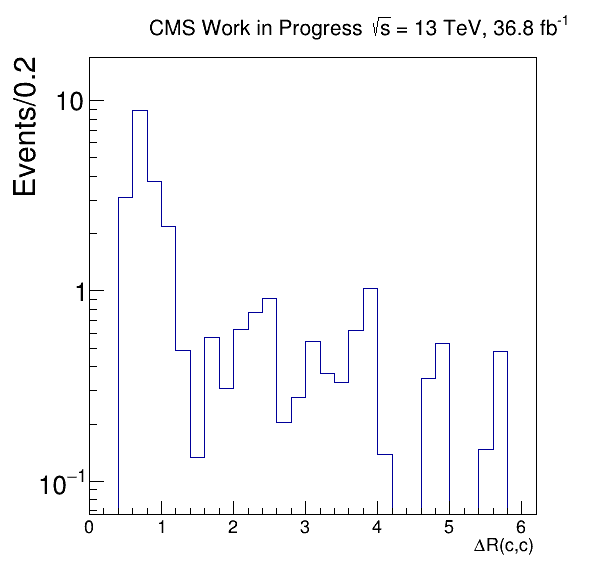 CMS Work in Progress √s = 13 TeV, 36.8 fb⁻¹
Events/0.2
10
1
10⁻¹
0 1 2 3 4 5 6
ΔR(c,c)